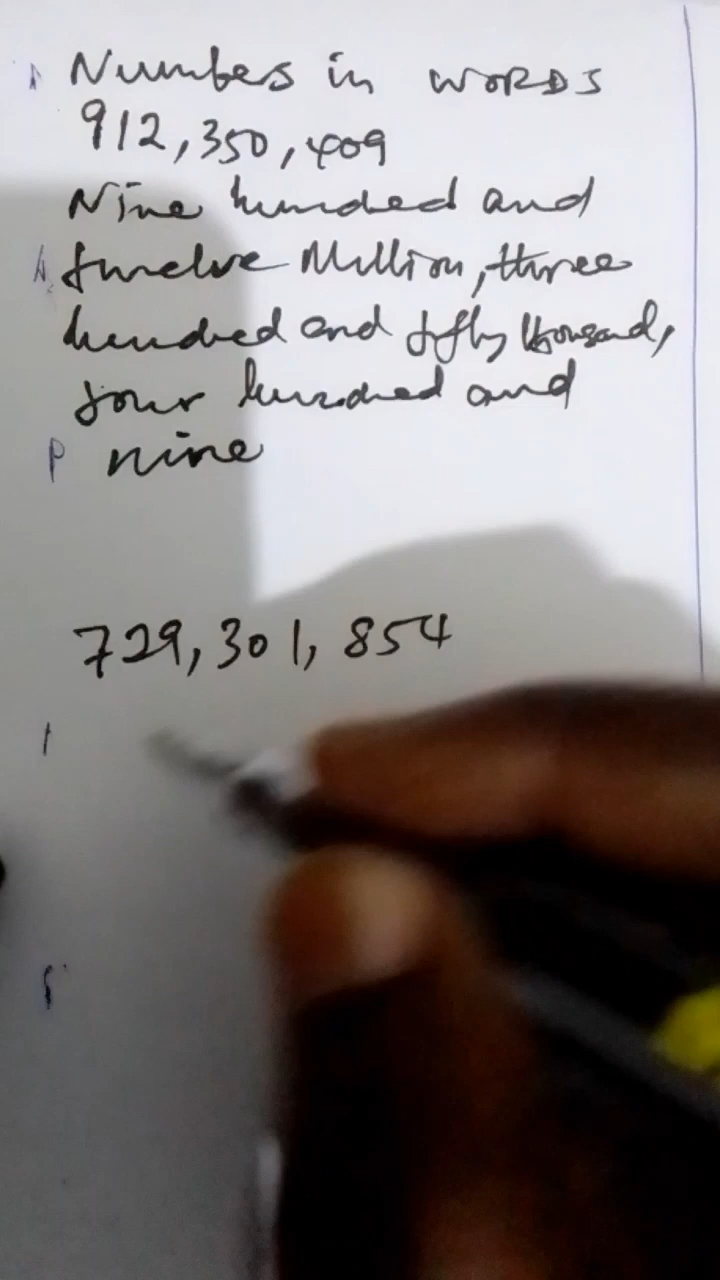 Numbers in WORDS
912,350,409
Nine hundred and
twelve Million, three
hundred and fifty thousand,
four hundred and
nine
729,301,854